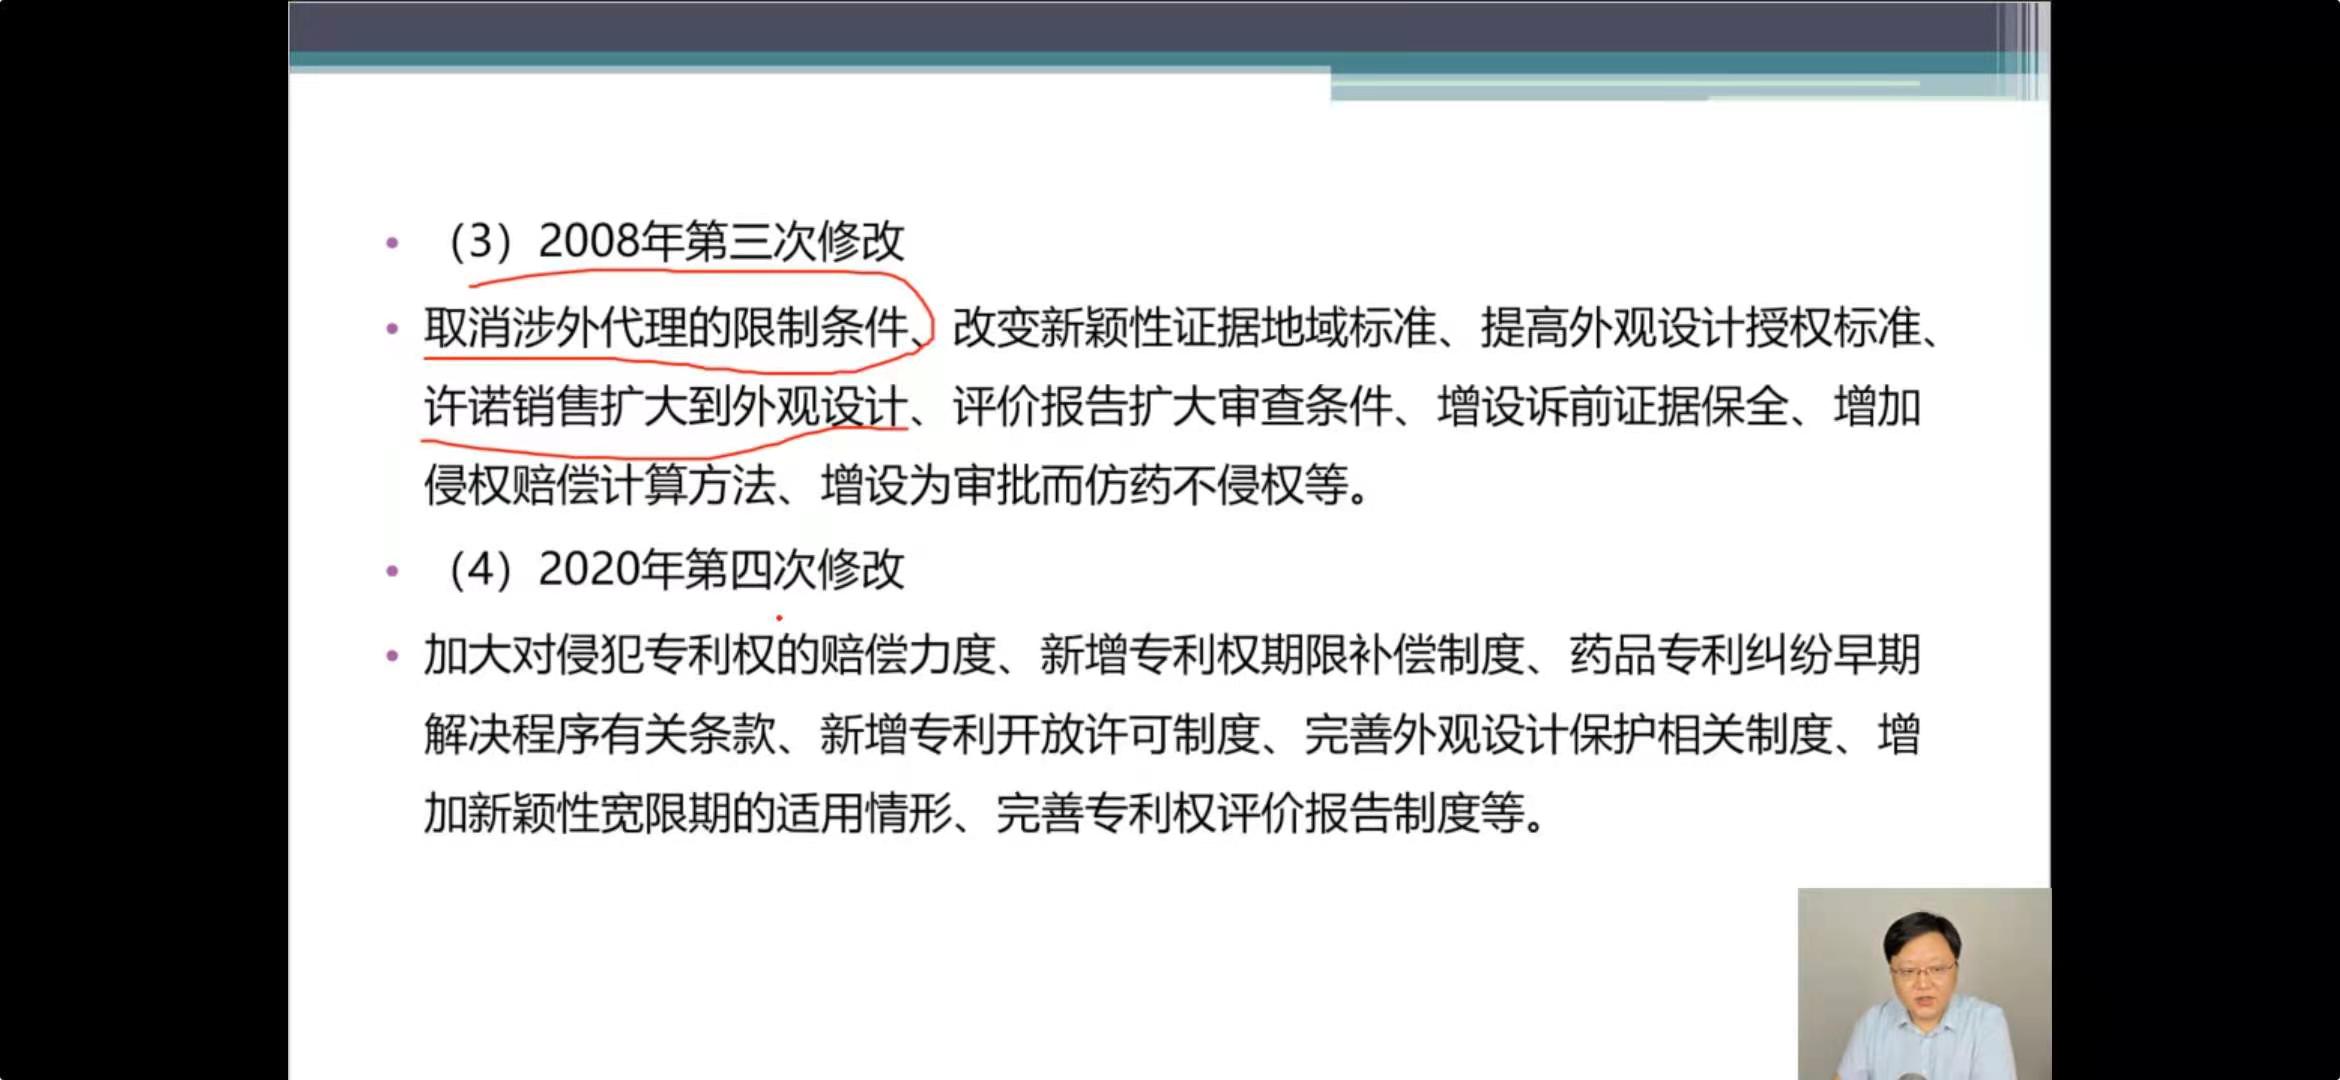 （3）2008年第三次修改
取消涉外代理的限制条件、改变新颖性证据地域标准、提高外观设计授权标准、
许诺销售扩大到外观设计、评价报告扩大审查条件、增设诉前证据保全、增加
侵权赔偿计算方法、增设为审批而仿药不侵权等。
（4）2020年第四次修改
加大对侵犯专利权的赔偿力度、新增专利权期限补偿制度、药品专利纠纷早期
解决程序有关条款、新增专利开放许可制度、完善外观设计保护相关制度、增
加新颖性宽限期的适用情形、完善专利权评价报告制度等。